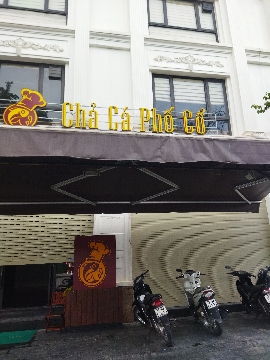 Chả Cá Phố Cổ